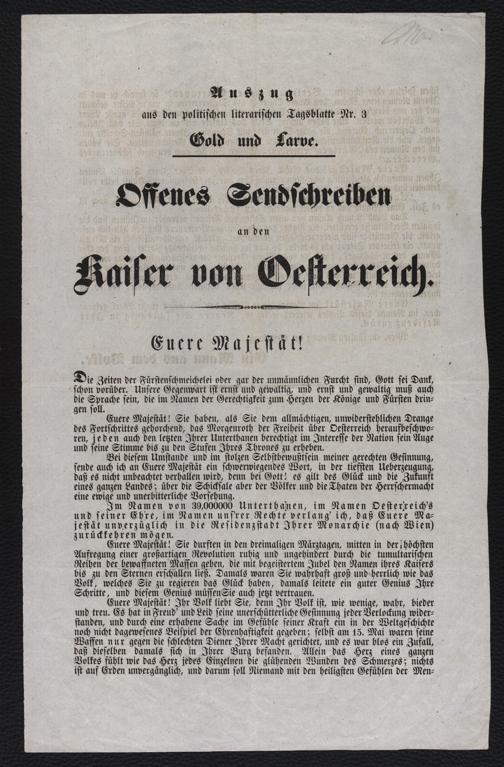 Auszug
aus den politischen literarischen Tagsblatte Nr. 3
Gold und Larve.
Offenes Sendschreiben
an den
Kaiser von Oesterreich.
Euere Majestät!
Die Zeiten der Fürstenschmeichelei oder gar der unmännlichen Furcht sind, Gott sei Dank,
schon vorüber. Unsere Gegenwart ist ernst und gewaltig, und ernst und gewaltig muß auch
die Sprache sein, die im Namen der Gerechtigkeit zum Herzen der Könige und Fürsten drin-
gen soll.
Euere Majestät! Sie haben, als Sie dem allmächtigen, unwiderstehlichen Drange
des Fortschrittes gehorchend, das Morgenroth der Freiheit über Oesterreich heraufbeschwo-
ren, jeden auch den letzten Ihrer Unterthanen berechtigt im Interesse der Nation sein Auge
und seine Stimme bis zu den Stufen Ihres Thrones zu erheben.
Bei diesem Umstande und im stolzen Selbstbewußtsein meiner gerechten Gesinnung,
sende auch ich an Euere Majestät ein schwerwiegendes Wort, in der tiefsten Ueberzeugung,
daß es nicht unbeachtet verhallen wird, denn bei Gott! es gilt des Glück und die Zukunft
eines ganzen Landes; über die Schicksale aber der Völker und die Thaten der Herrschermacht
eine ewige und unerbitterliche Vorsehung.
Im Namen von 39,000000 Unterthanen, im Namen Oesterreich's
und seiner Ehre, im Namen unsrer Rechte verlang' ich, daß Euere Ma-
jestät unverzüglich in die Residenzstadt Ihrer Monarchie (nach Wien)
zurückkehren mögen.
Euere Majestät! Sie durften in den dreimaligen Märztagen, mitten in der höchsten
Aufregung einer großartigen Revolution ruhig und ungehindert durch die tumultarischen
Reihen der bewaffneten Massen gehen, die mit begeistertem Jubel den Namen ihres Kaisers
bis zu den Sternen erschallen ließ. Damals waren Sie wahrhaft groß und herrlich wie das
Volk, welches Sie zu regieren das Glück haben, damals leitete ein guter Genius Ihre
Schritte, und diesem Genius müssen Sie auch jetzt vertrauen.
Euere Majestät! Ihr Volk liebt Sie, denn Ihr Volk ist, wie wenige, wahr, bieder
und treu. Es hat in Freud' und Leid seine unerschütterliche Gesinnung jeder Verlockung wider-
standen, und durch eine erhabene Sache im Gefühle seiner Kraft ein in der Weltgeschichte
noch nicht dagewesenes Beispiel der Ehrenhaftigkeit gegeben; selbst am 15. Mai waren seine
Waffen nur gegen die schlechten Diener Ihrer Macht gerichtet, und es war blos ein Zufall,
daß dieselben damals sich in Ihrer Burg befanden. Allein das Herz eines ganzen
Volkes fühlt wie das Herz jedes Einzelnen die glühenden Wunden des Schmerzes; nichts
ist auf Erden unvergänglich, und darum soll Niemand mit den heiligsten Gefühlen der Men-